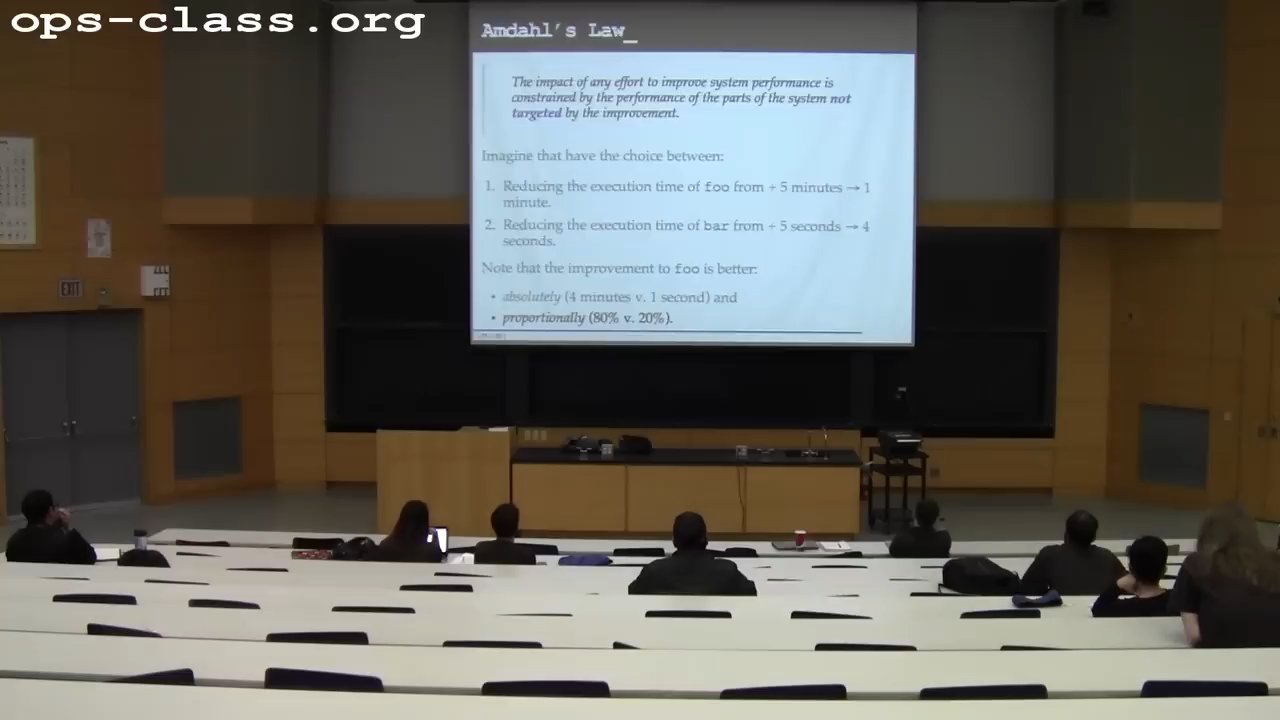 ops-class.org
Amdahl's Law_
The impact of any effort to improve system performance is
constrained by the performance of the parts of the system not
targeted by the improvement.
Imagine that have the choice between:
1. Reducing the execution time of foo from ÷ 5 minutes → 1
minute.
2. Reducing the execution time of bar from ÷ 5 seconds → 4
seconds.
Note that the improvement to foo is better:
• absolutely (4 minutes v. 1 second) and
• proportionally (80% v. 20%).
EXIT